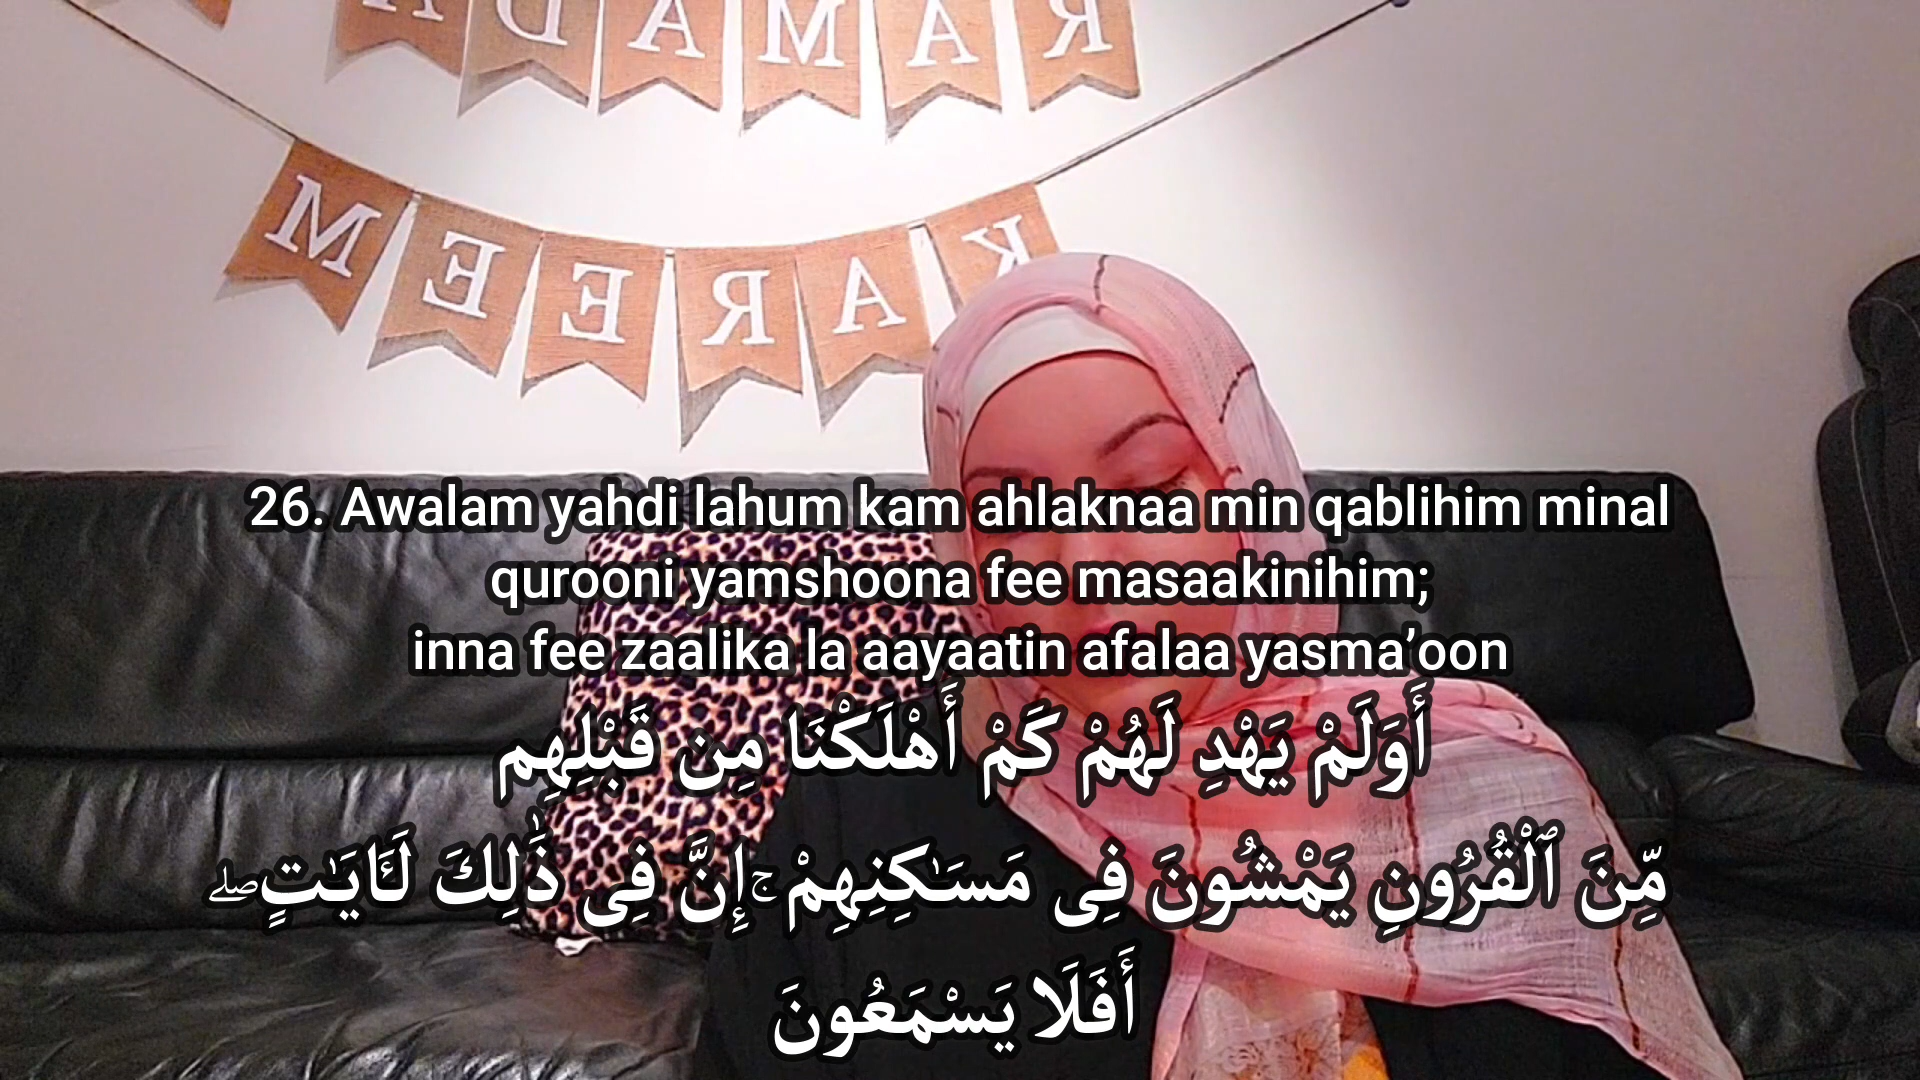 RAMADA
KAREEM
26. Awalam yahdi lahum kam ahlaknaa min qablihim minal
qurooni yamshoona fee masaakinihim;
inna fee zaalika la aayaatin afalaa yasma’oon
أَوَلَمْ يَهْدِ لَهُمْ كَمْ أَهْلَكْنَا مِن قَبْلِهِم
مِّنَ ٱلْقُرُونِ يَمْشُونَ فِى مَسَـٰكِنِهِمْ ۚ إِنَّ فِى ذَٰلِكَ لَـَٔايَـٰتٍ ۖ
أَفَلَا يَسْمَعُونَ